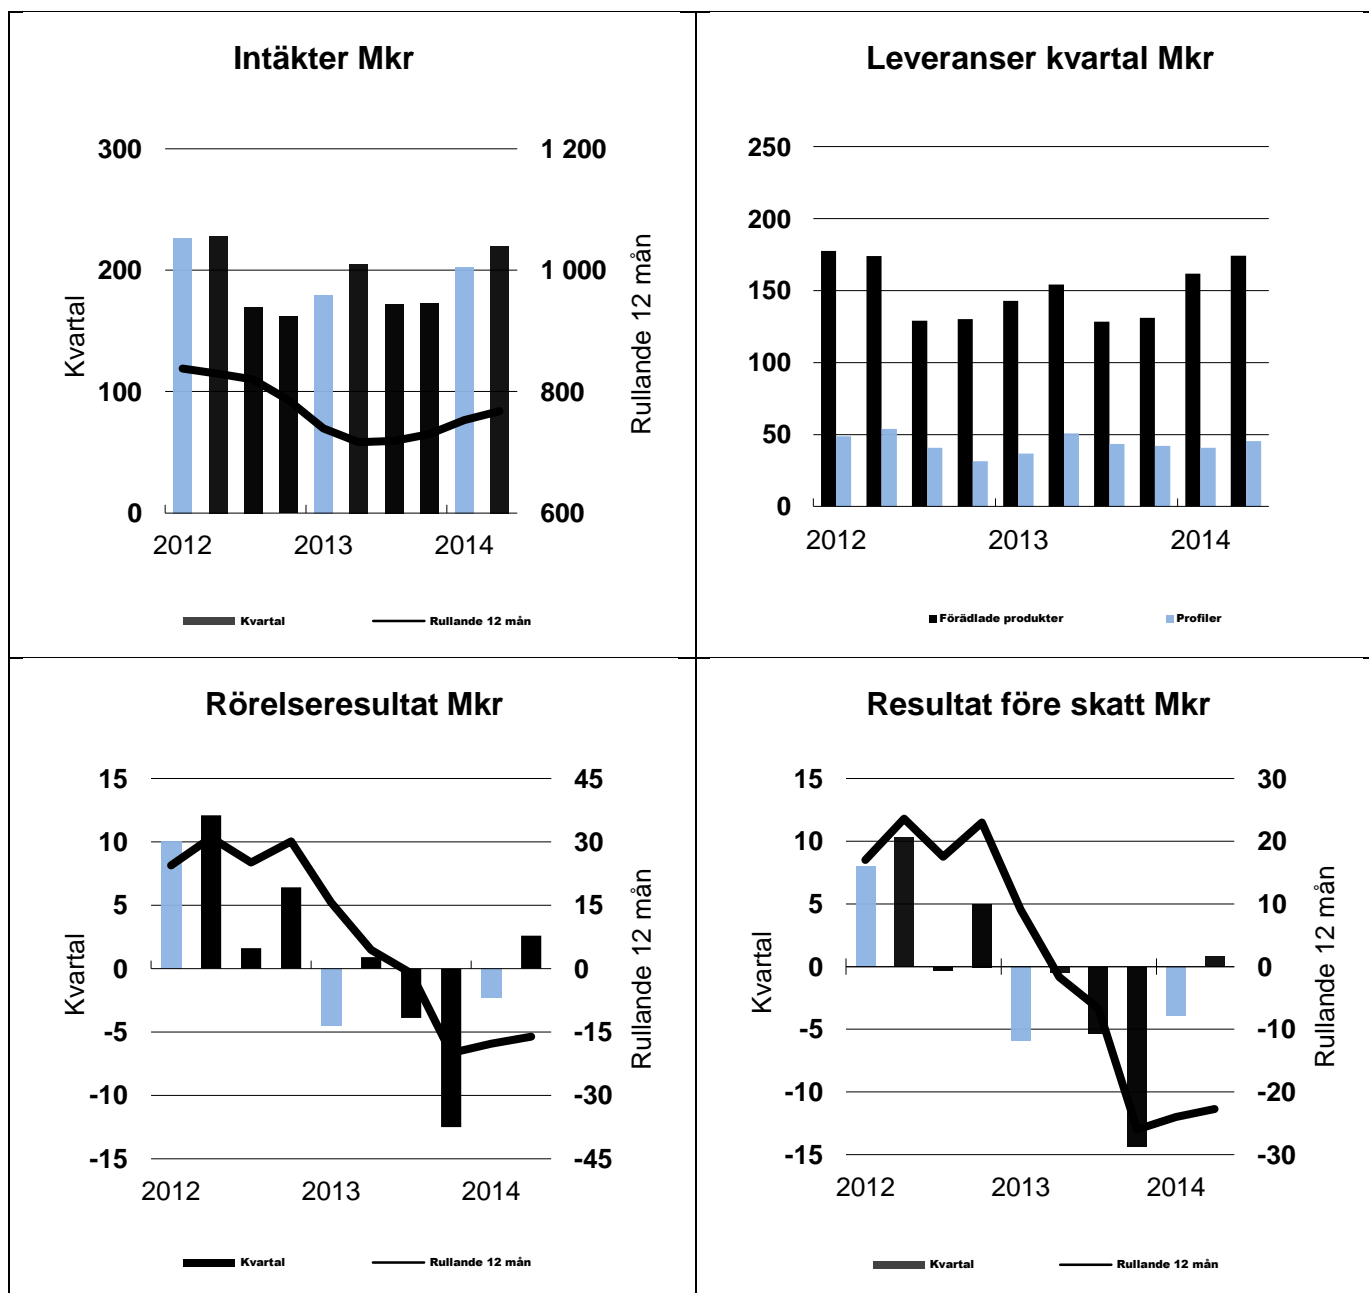 Intäkter Mkr
300
200
100
0
Kvartal
1 200
1 000
800
600
Rullande 12 mån
2012 2013 2014
Kvartal Rullande 12 mån
Leveranser kvartal Mkr
250
200
150
100
50
0
2012 2013 2014
Förädlade produkter Profiler
Rörelseresultat Mkr
15
10
5
0
-5
-10
-15
Kvartal
45
30
15
0
-15
-30
-45
Rullande 12 mån
2012 2013 2014
Kvartal Rullande 12 mån
Resultat före skatt Mkr
15
10
5
0
-5
-10
-15
Kvartal
30
20
10
0
-10
-20
-30
Rullande 12 mån
2012 2013 2014
Kvartal Rullande 12 mån